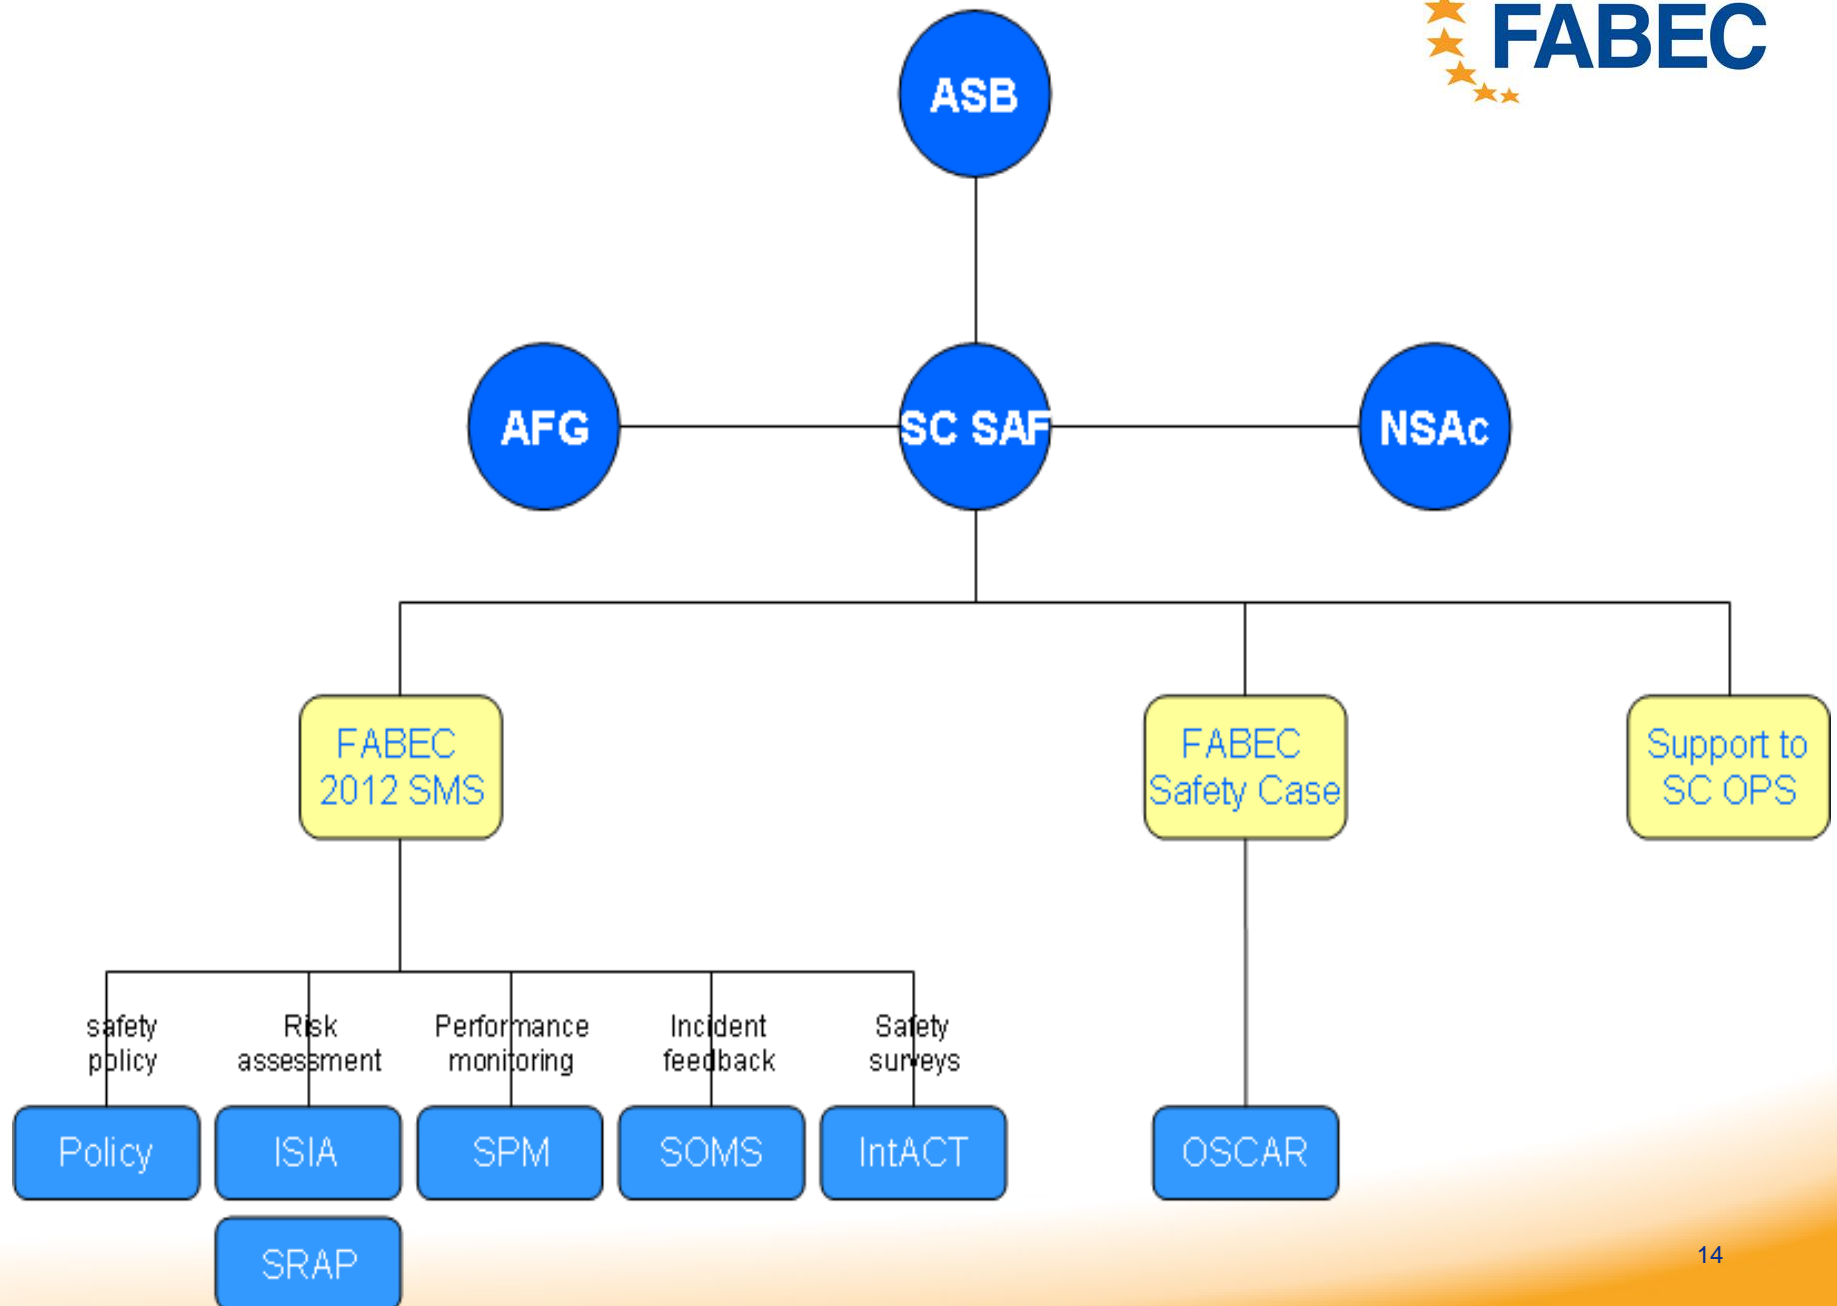 FABEC
ASB
AFG
SC SAF
NSAc
FABEC
2012 SMS
FABEC
Safety Case
Support to
SC OPS
safety
policy
Risk
assessment
Performance
monitoring
Incident
feedback
Safety
surveys
Policy
ISIA
SPM
SOMS
IntACT
OSCAR
SRAP
14